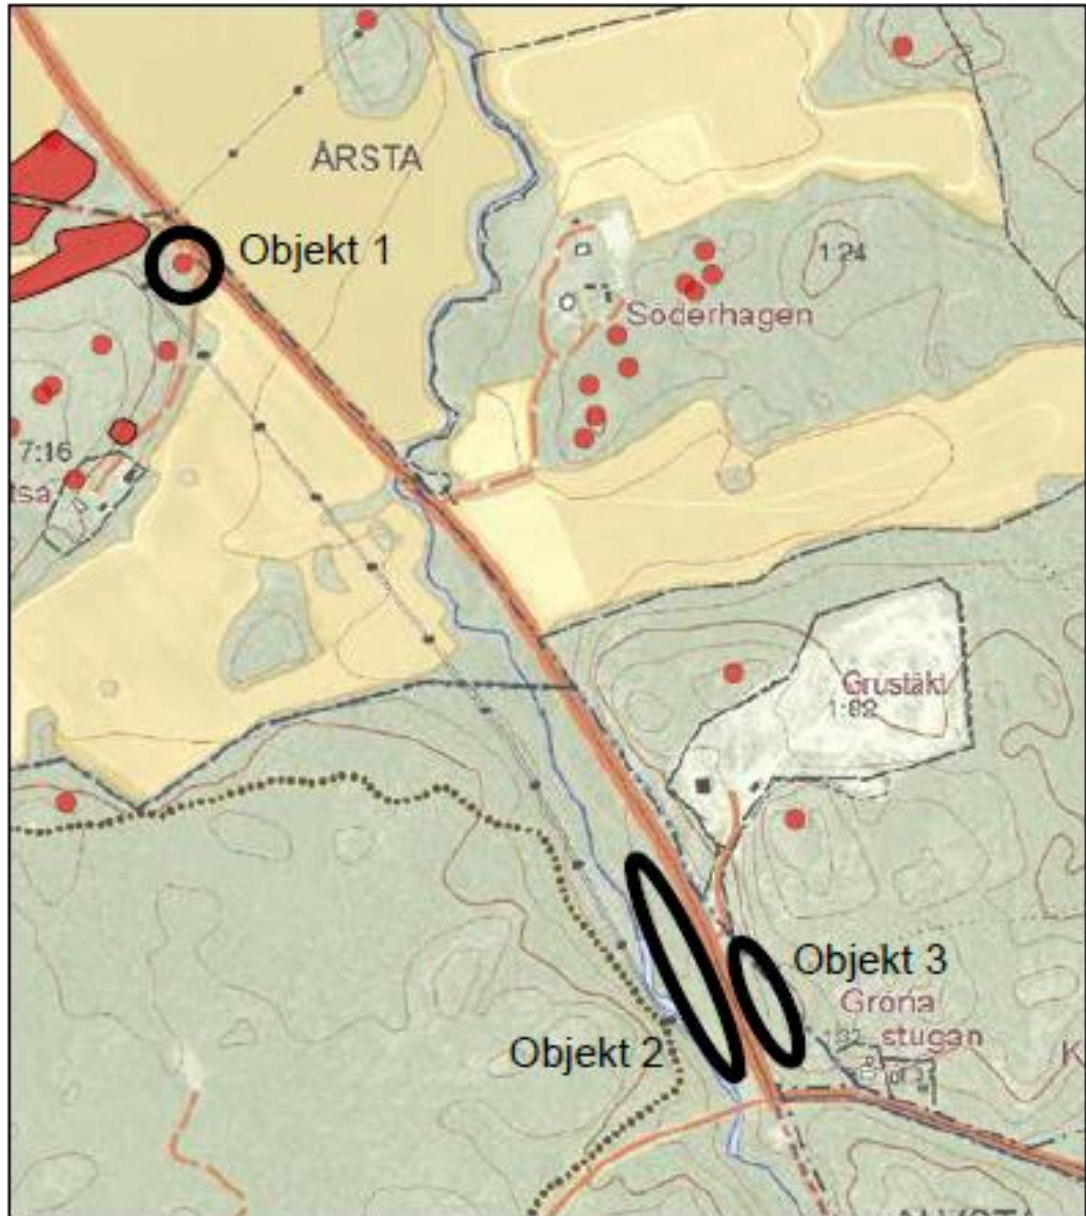 ÅRSTA
Objekt 1
1:24
Söderhagen
7:16
Grustäkt
1:82
Objekt 3
Gröna
stugan
Objekt 2
K